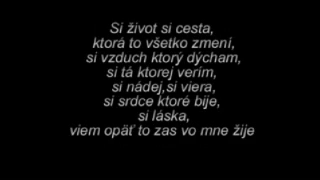 Si život si cesta,
ktorá to všetko zmení,
si vzduch ktorý dýcham,
si tá ktorej verím,
si nádej,si viera,
si srdce ktoré bije,
si láska,
viem opäť to zas vo mne žije